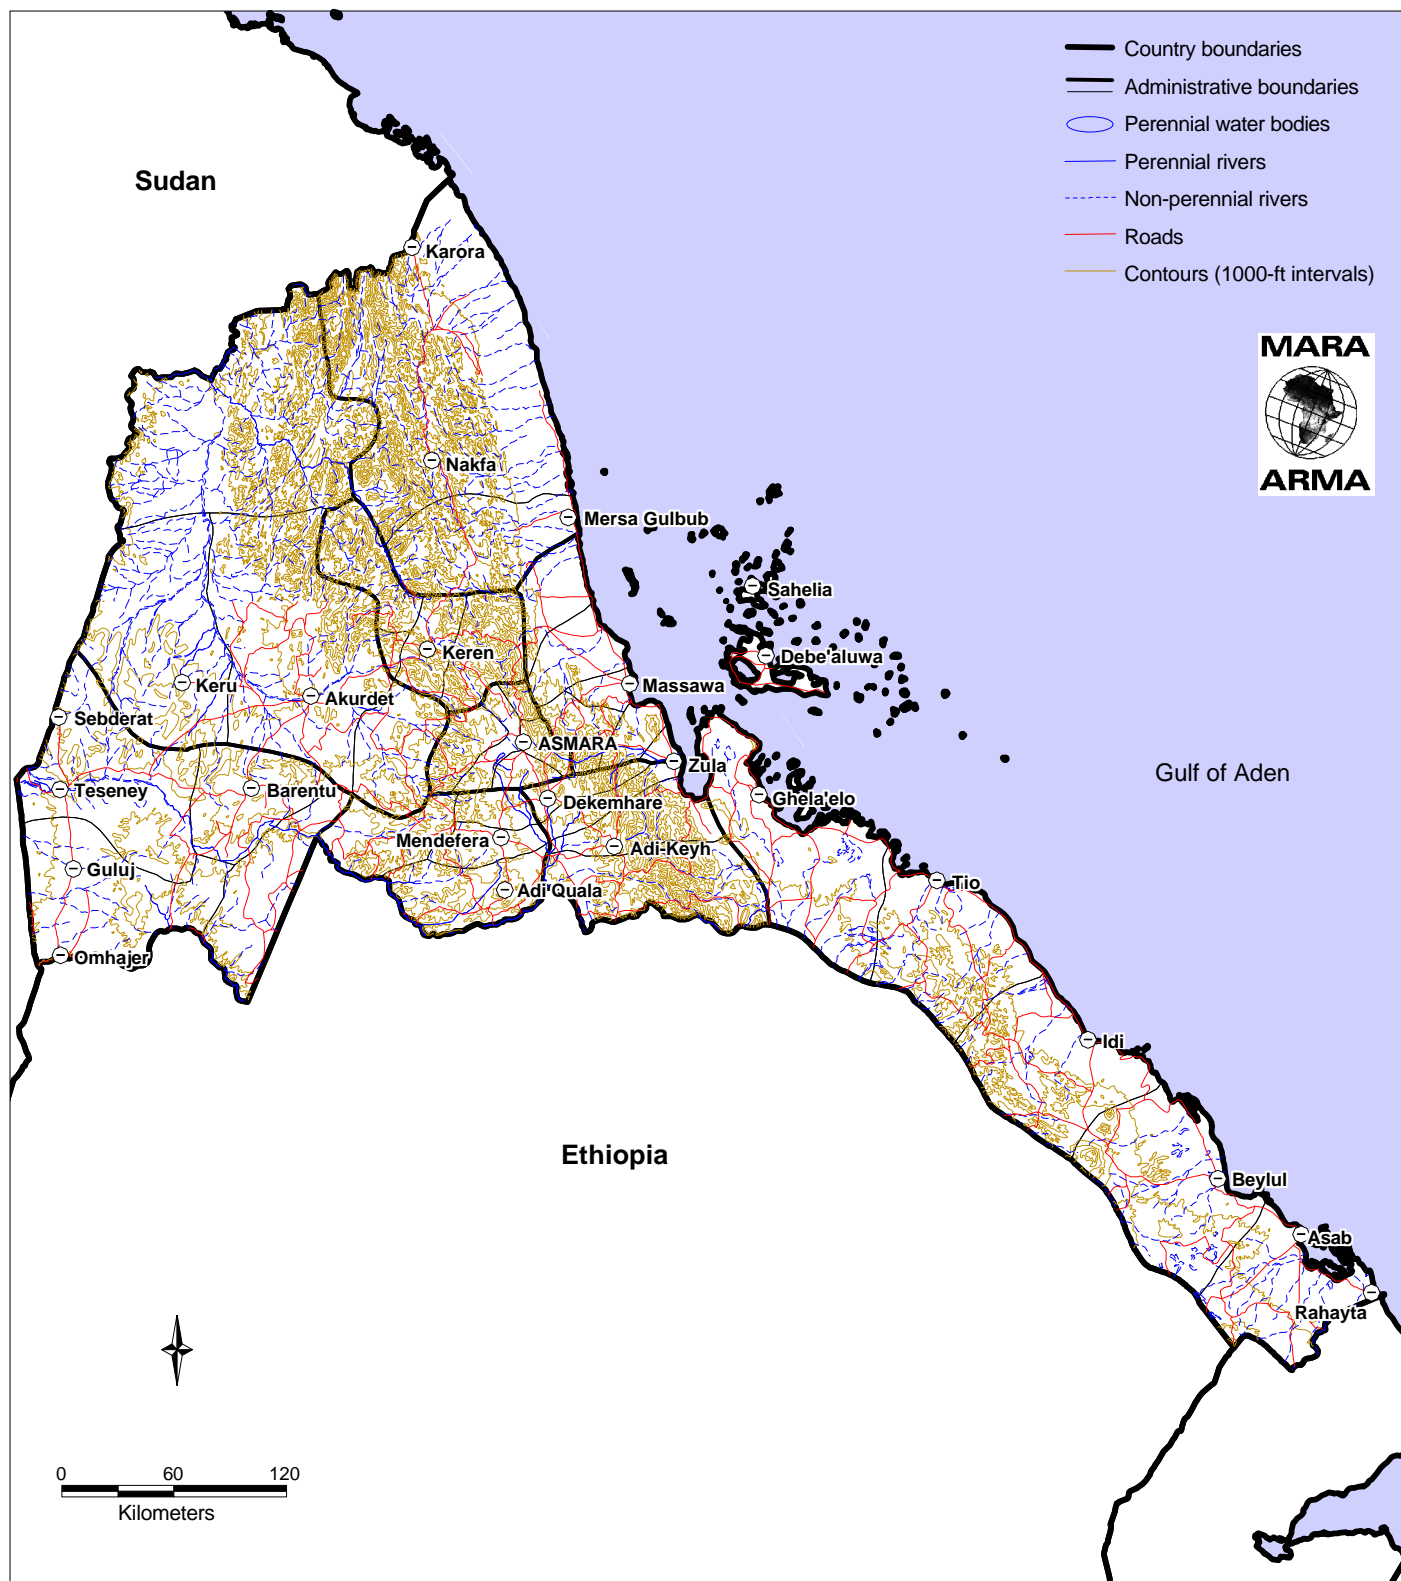 Country boundaries
Administrative boundaries
Perennial water bodies
Perennial rivers
Non-perennial rivers
Roads
Contours (1000-ft intervals)
Sudan
Karora
MARA
ARMA
Nakfa
Mersa Gulbub
Sahelia
Keren
Debe'aluwa
Keru
Akurdet
Massawa
Sebderat
ASMARA
Zula
Gulf of Aden
Teseney
Barentu
Dekemhare
Ghela'elo
Mendefera
Adi-Keyh
Guluj
Adi Quala
Tio
Omhajer
Idi
Ethiopia
Beylul
Asab
Rahayta
0 60 120
Kilometers